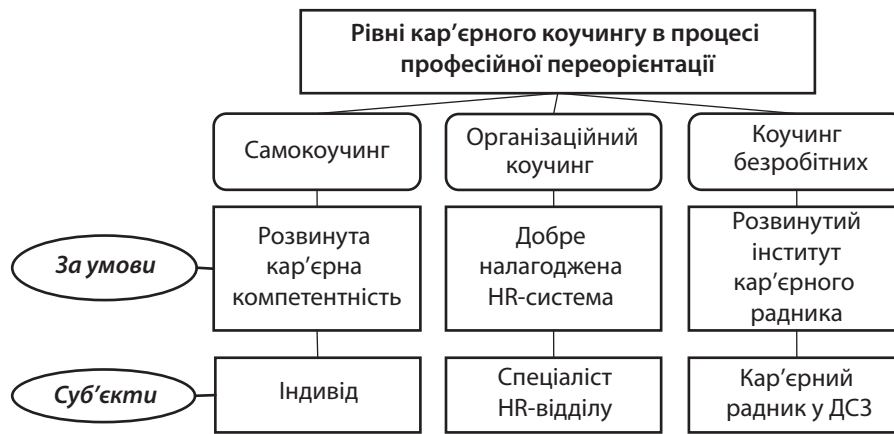 Рівні кар’єрного коучингу в процесі
професійної переорієнтації
Самокоучинг
Організаційний
коучинг
Коучинг
безробітних
За умови
Розвинута
кар’єрна
компетентність
Добре
налагоджена
HR-система
Розвинутий
інститут
кар’єрного
радника
Суб’єкти
Індивід
Спеціаліст
HR-відділу
Кар’єрний
радник у ДСЗ